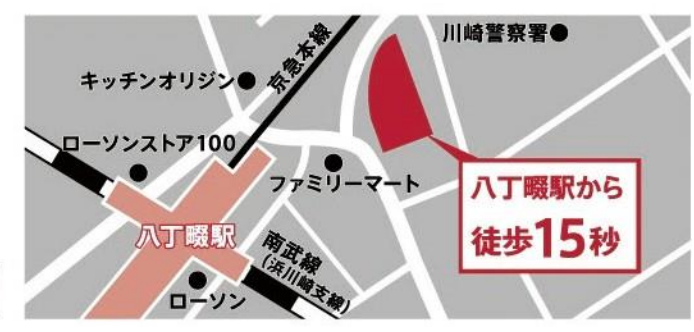 川崎警察署
京急本線
キッチンオリジン
ローソンストア100
ファミリーマート
八丁畷駅から
徒歩15秒
八丁畷駅
南武線
(浜川崎支線)
ローソン